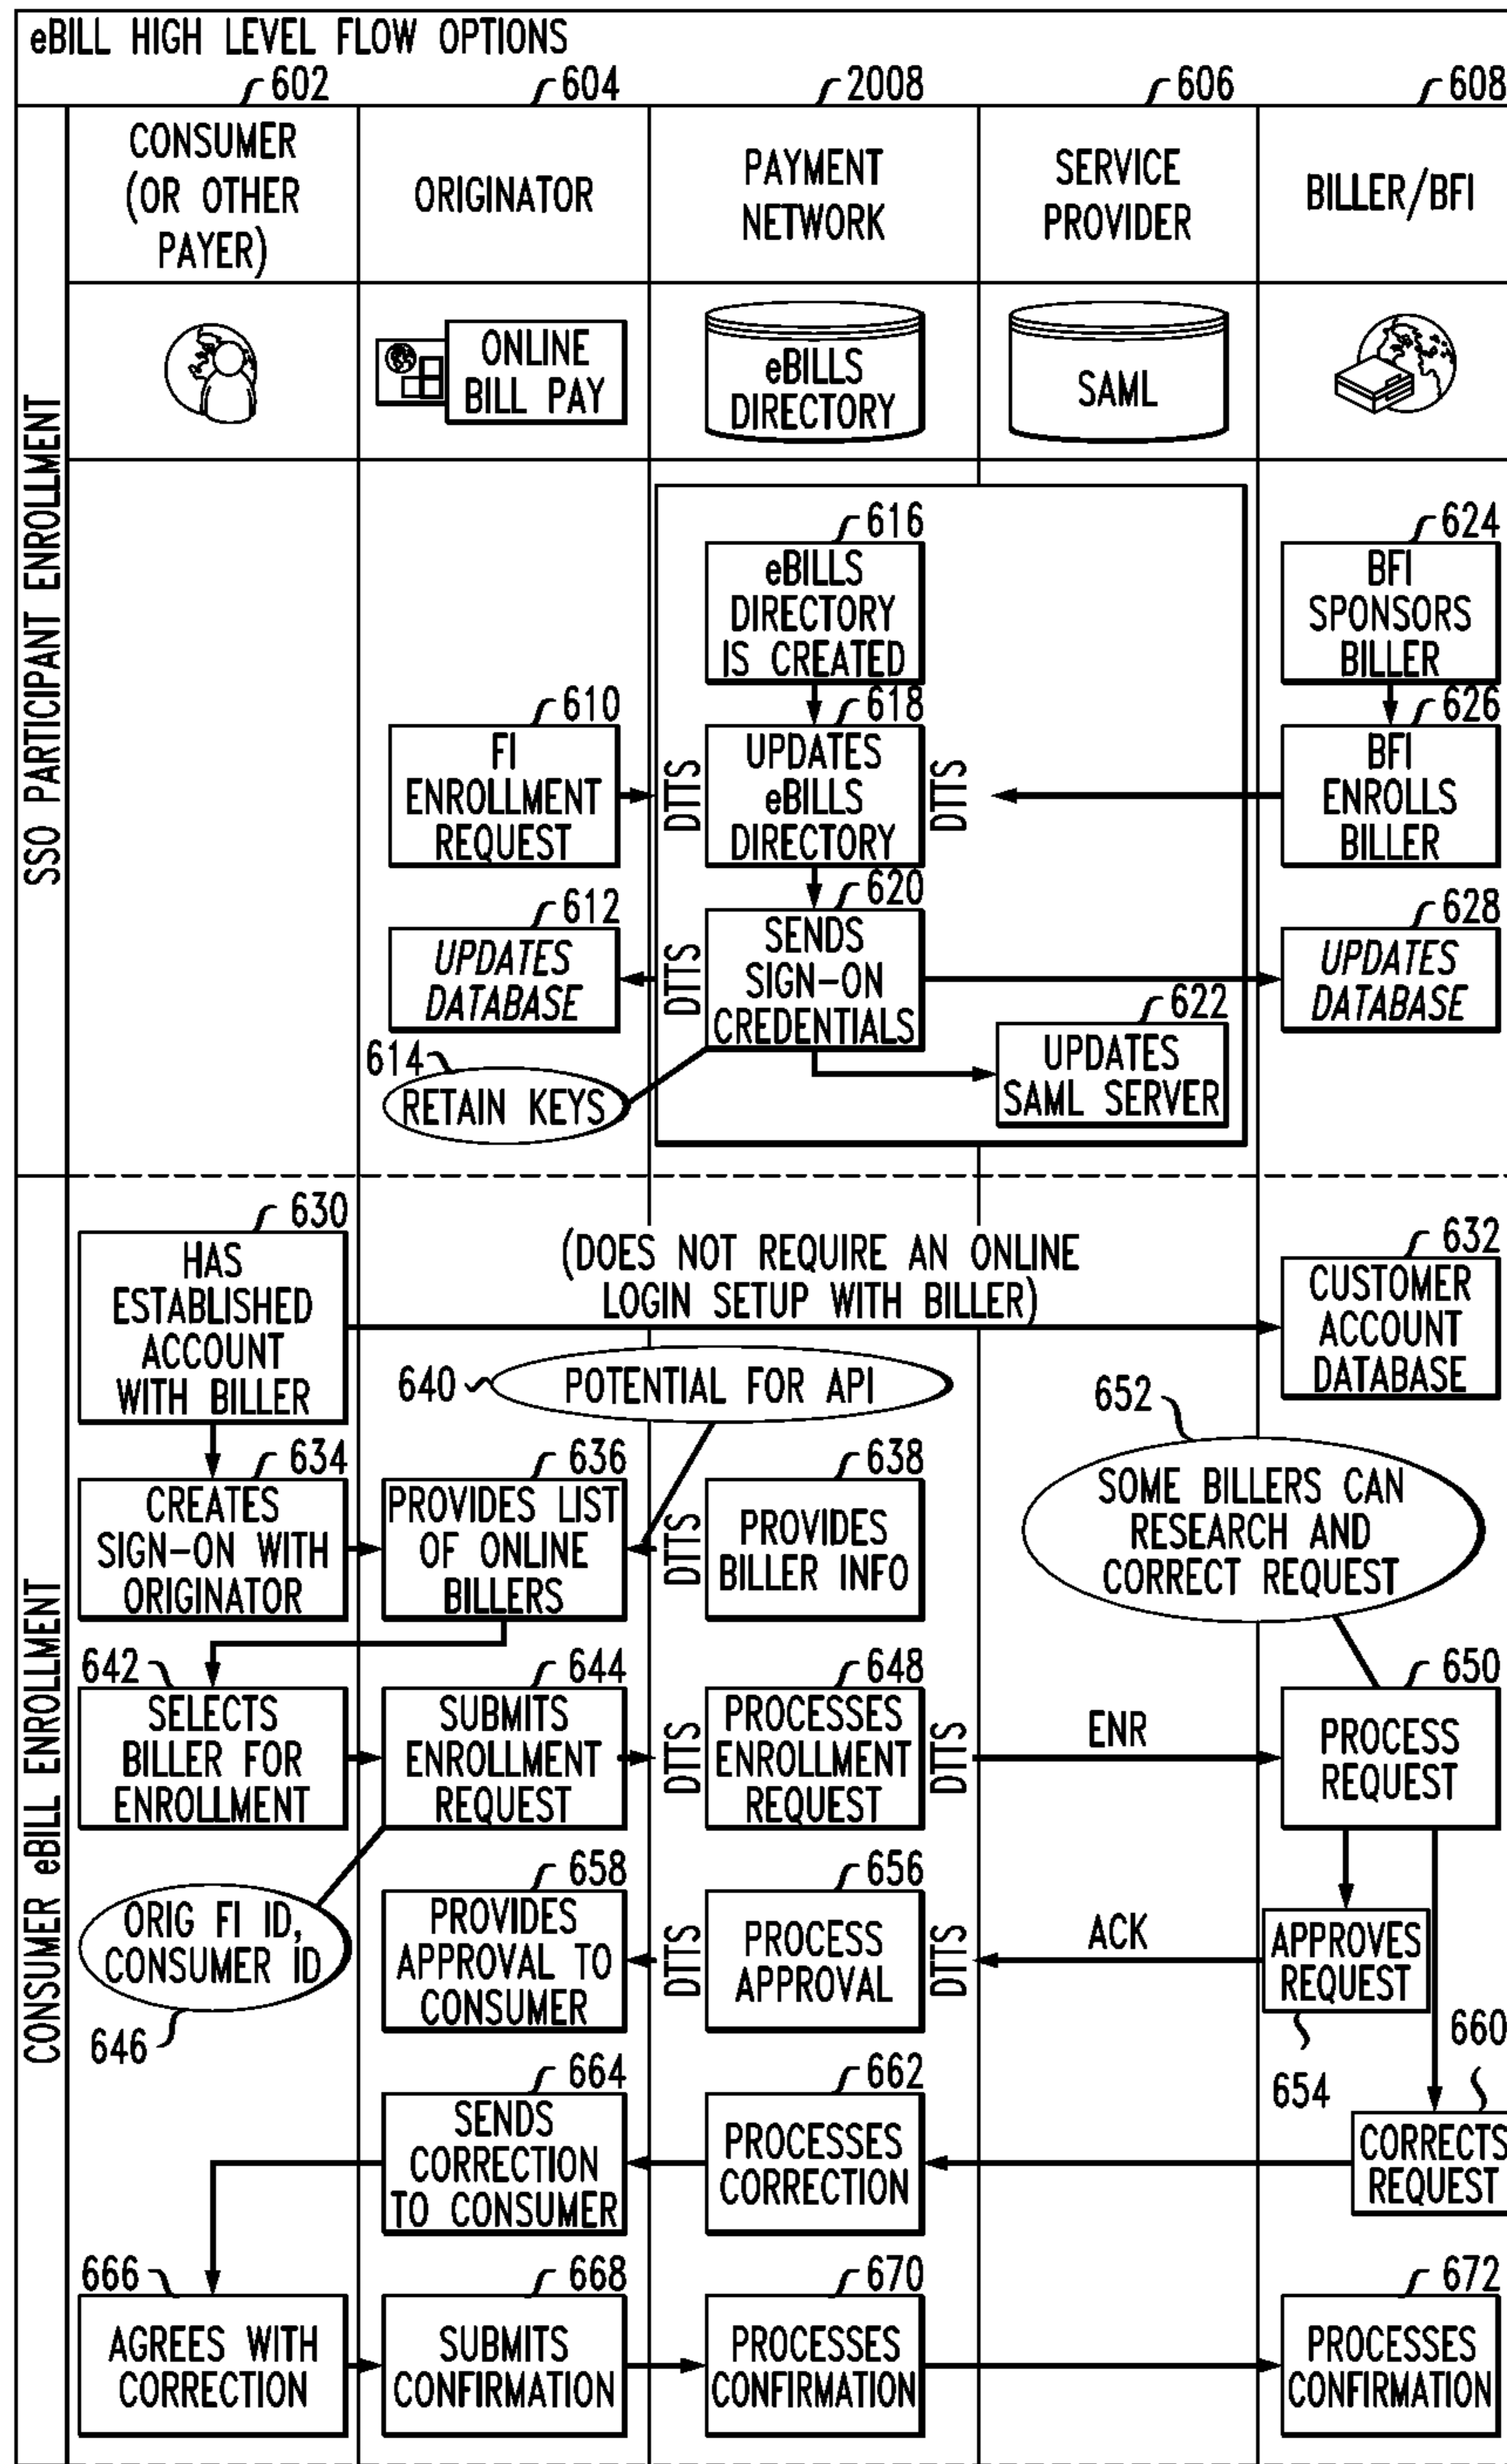 eBILL HIGH LEVEL FLOW OPTIONS
602
604
2008
606
608
CONSUMER
(OR OTHER
PAYER)
ORIGINATOR
PAYMENT
NETWORK
SERVICE
PROVIDER
BILLER/BFI
ONLINE
BILL PAY
eBILLS
DIRECTORY
SAML
SSO PARTICIPANT ENROLLMENT
616
eBILLS
DIRECTORY
IS CREATED
624
BFI
SPONSORS
BILLER
610
FI
ENROLLMENT
REQUEST
DTTS
618
UPDATES
eBILLS
DIRECTORY
DTTS
626
BFI
ENROLLS
BILLER
612
UPDATES
DATABASE
DTTS
620
SENDS
SIGN-ON
CREDENTIALS
628
UPDATES
DATABASE
614
RETAIN KEYS
622
UPDATES
SAML SERVER
CONSUMER eBILL ENROLLMENT
630
HAS
ESTABLISHED
ACCOUNT
WITH BILLER
(DOES NOT REQUIRE AN ONLINE
LOGIN SETUP WITH BILLER)
632
CUSTOMER
ACCOUNT
DATABASE
640
POTENTIAL FOR API
652
SOME BILLERS CAN
RESEARCH AND
CORRECT REQUEST
634
CREATES
SIGN-ON WITH
ORIGINATOR
636
PROVIDES LIST
OF ONLINE
BILLERS
DTTS
638
PROVIDES
BILLER INFO
642
SELECTS
BILLER FOR
ENROLLMENT
644
SUBMITS
ENROLLMENT
REQUEST
DTTS
648
PROCESSES
ENROLLMENT
REQUEST
DTTS
ENR
650
PROCESS
REQUEST
ORIG FI ID,
CONSUMER ID
646
658
PROVIDES
APPROVAL TO
CONSUMER
DTTS
656
PROCESS
APPROVAL
DTTS
ACK
APPROVES
REQUEST
654
660
664
SENDS
CORRECTION
TO CONSUMER
662
PROCESSES
CORRECTION
CORRECTS
REQUEST
666
AGREES WITH
CORRECTION
668
SUBMITS
CONFIRMATION
670
PROCESSES
CONFIRMATION
672
PROCESSES
CONFIRMATION